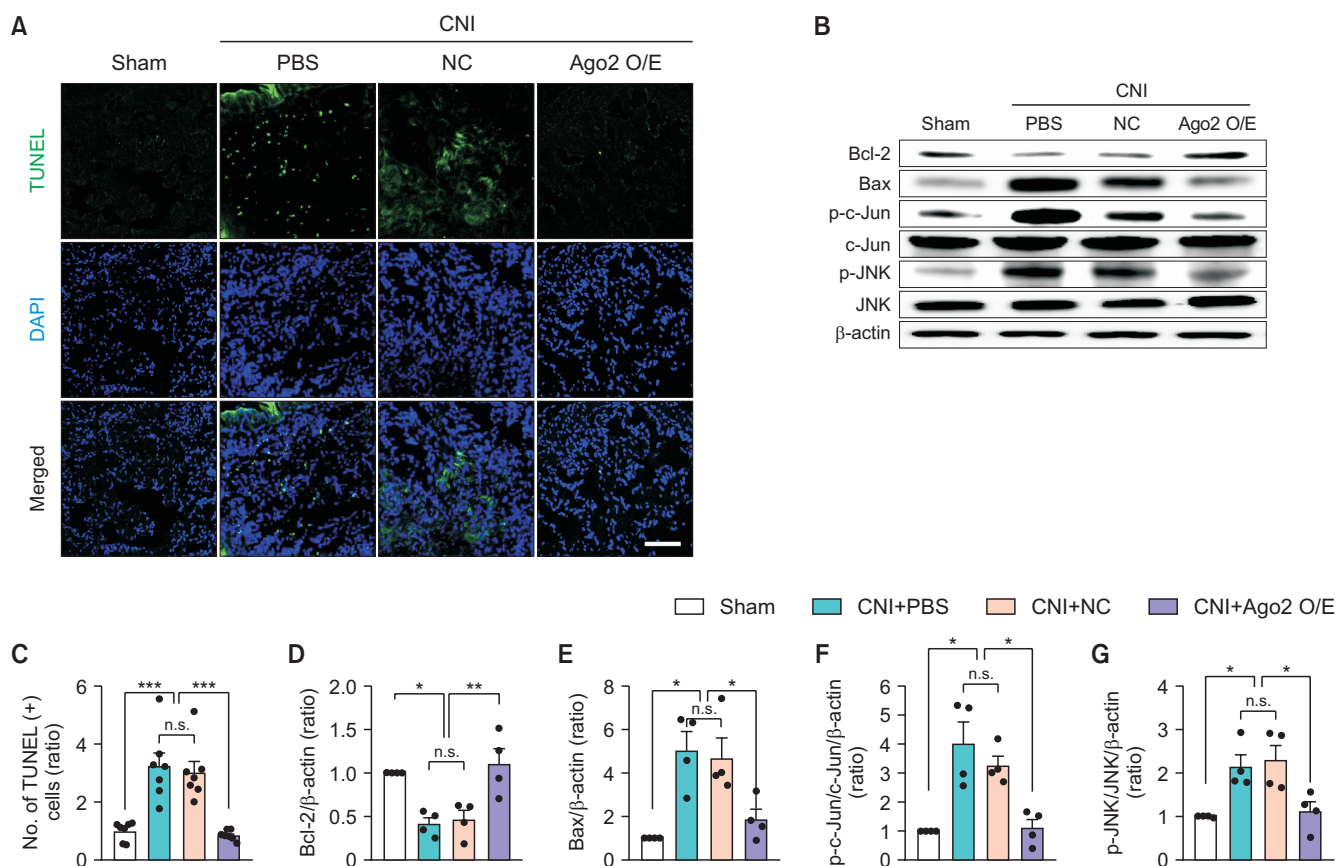 A
CNI
Sham PBS NC Ago2 O/E
TUNEL
DAPI
Merged
B
CNI
Sham PBS NC Ago2 O/E
Bcl-2
Bax
p-c-Jun
c-Jun
p-JNK
JNK
β-actin
Sham CNI+PBS CNI+NC CNI+Ago2 O/E
C
No. of TUNEL (+)
cells (ratio)
6
4
2
0
*** ***
n.s.
D
Bcl-2/β-actin (ratio)
2.0
1.5
1.0
0.5
0
* **
n.s.
E
Bax/β-actin (ratio)
8
6
4
2
0
* *
n.s.
F
p-c-Jun/c-Jun/β-actin
(ratio)
6
5
4
3
2
1
0
* *
n.s.
G
p-JNK/JNK/β-actin
(ratio)
4
3
2
1
0
* *
n.s.